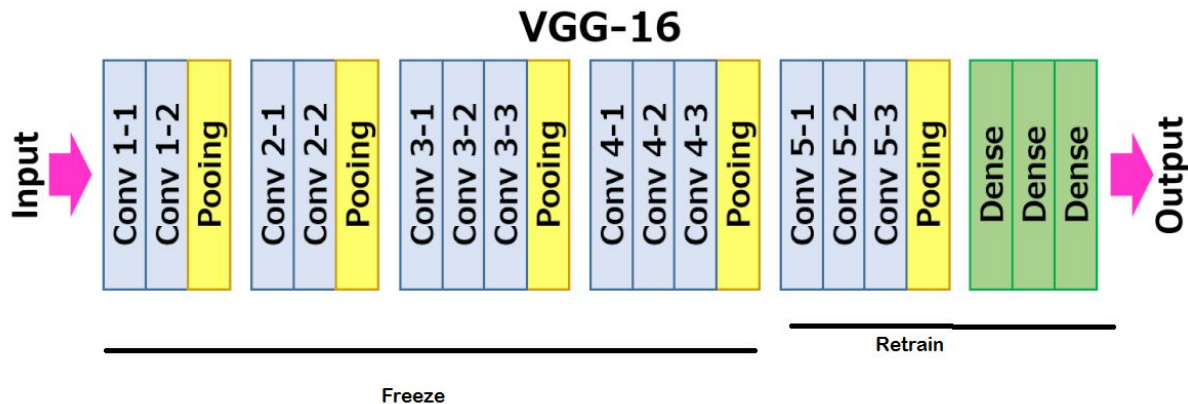 VGG-16
Input
Conv 1-1
Conv 1-2
Pooing
Conv 2-1
Conv 2-2
Pooing
Conv 3-1
Conv 3-2
Conv 3-3
Pooing
Conv 4-1
Conv 4-2
Conv 4-3
Pooing
Conv 5-1
Conv 5-2
Conv 5-3
Pooing
Dense
Dense
Dense
Output
Retrain
Freeze